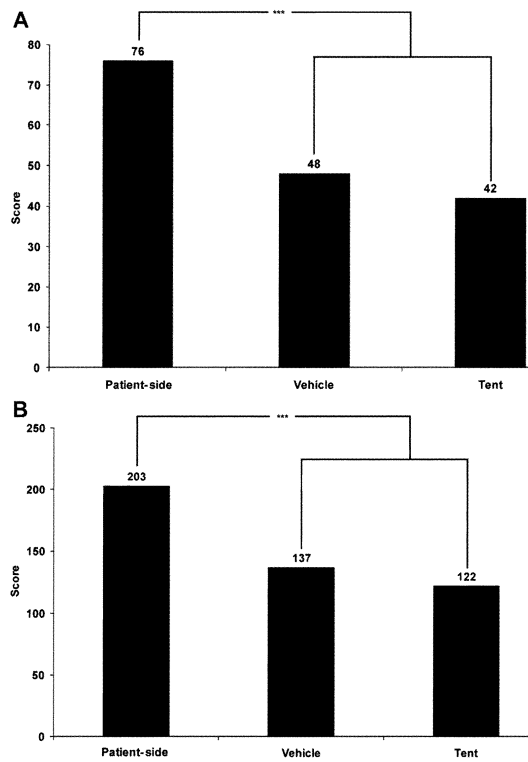 A
***
80
76
70
60
50
48
42
40
30
20
10
0
Score
Patient-side
Vehicle
Tent
B
***
250
203
200
150
137
122
100
50
0
Score
Patient-side
Vehicle
Tent